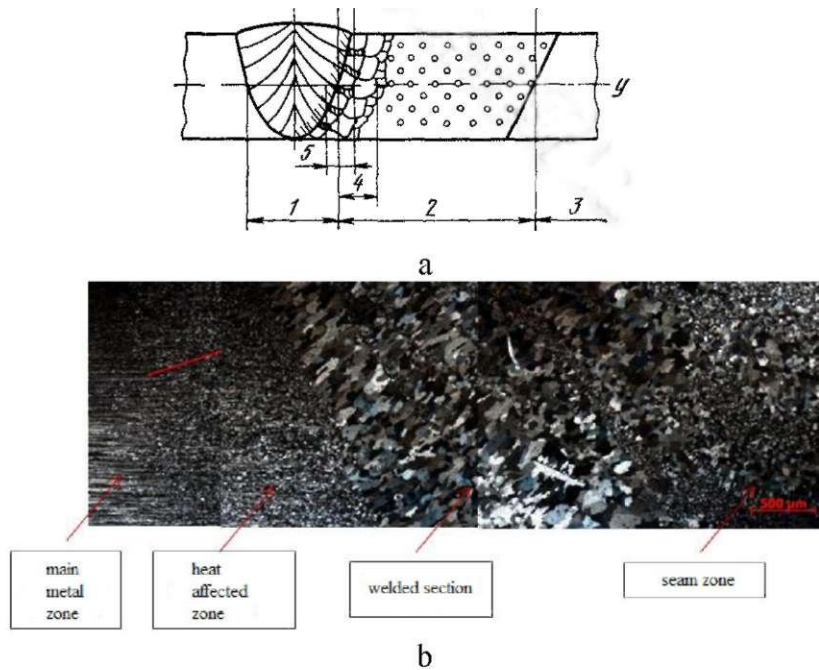 y
5
4
1
2
3
a
500 µm
main
metal
zone
heat
affected
zone
welded section
seam zone
b